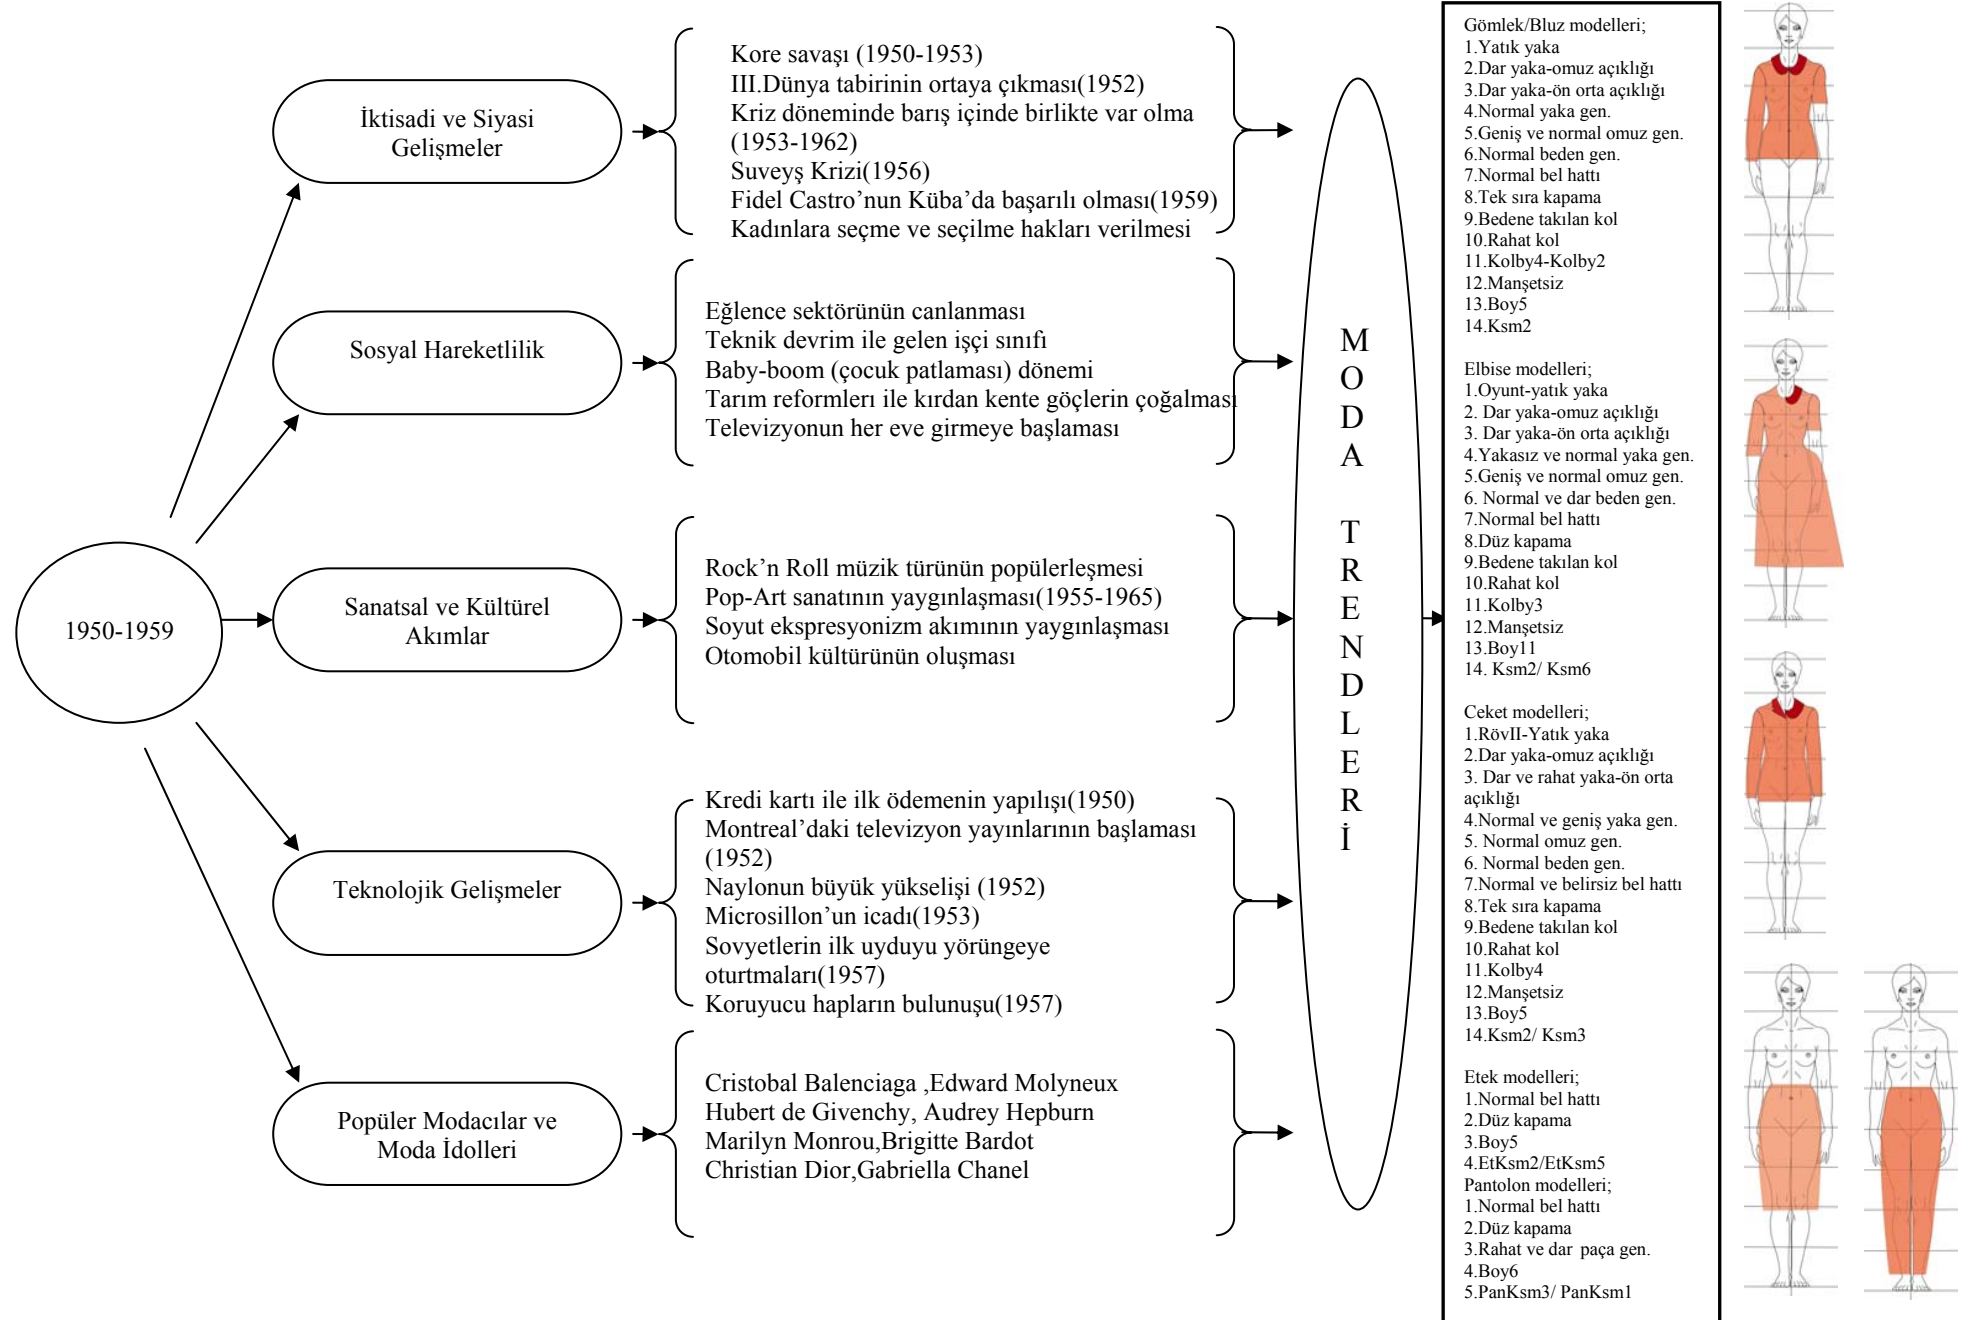 1950-1959
İktisadi ve Siyasi
Gelişmeler
Kore savaşı (1950-1953)
III.Dünya tabirinin ortaya çıkması(1952)
Kriz döneminde barış içinde birlikte var olma
(1953-1962)
Suveyş Krizi(1956)
Fidel Castro’nun Küba’da başarılı olması(1959)
Kadınlara seçme ve seçilme hakları verilmesi
Sosyal Hareketlilik
Eğlence sektörünün canlanması
Teknik devrim ile gelen işçi sınıfı
Baby-boom (çocuk patlaması) dönemi
Tarım reformlerı ile kırdan kente göçlerin çoğalması
Televizyonun her eve girmeye başlaması
Sanatsal ve Kültürel
Akımlar
Rock’n Roll müzik türünün popülerleşmesi
Pop-Art sanatının yaygınlaşması(1955-1965)
Soyut ekspresyonizm akımının yaygınlaşması
Otomobil kültürünün oluşması
Teknolojik Gelişmeler
Kredi kartı ile ilk ödemenin yapılışı(1950)
Montreal’daki televizyon yayınlarının başlaması
(1952)
Naylonun büyük yükselişi (1952)
Microsillon’un icadı(1953)
Sovyetlerin ilk uyduyu yörüngeye
oturtmaları(1957)
Koruyucu hapların bulunuşu(1957)
Popüler Modacılar ve
Moda İdolleri
Cristobal Balenciaga ,Edward Molyneux
Hubert de Givenchy, Audrey Hepburn
Marilyn Monrou,Brigitte Bardot
Christian Dior,Gabriella Chanel
MODA TRENDLERİ
Gömlek/Bluz modelleri;
1.Yatık yaka
2.Dar yaka-omuz açıklığı
3.Dar yaka-ön orta açıklığı
4.Normal yaka gen.
5.Geniş ve normal omuz gen.
6.Normal beden gen.
7.Normal bel hattı
8.Tek sıra kapama
9.Bedene takılan kol
10.Rahat kol
11.Kolby4-Kolby2
12.Manşetsiz
13.Boy5
14.Ksm2
Elbise modelleri;
1.Oyunt-yatık yaka
2. Dar yaka-omuz açıklığı
3. Dar yaka-ön orta açıklığı
4.Yakasız ve normal yaka gen.
5.Geniş ve normal omuz gen.
6. Normal ve dar beden gen.
7.Normal bel hattı
8.Düz kapama
9.Bedene takılan kol
10.Rahat kol
11.Kolby3
12.Manşetsiz
13.Boy11
14. Ksm2/ Ksm6
Ceket modelleri;
1.RövII-Yatık yaka
2.Dar yaka-omuz açıklığı
3. Dar ve rahat yaka-ön orta
açıklığı
4.Normal ve geniş yaka gen.
5. Normal omuz gen.
6. Normal beden gen.
7.Normal ve belirsiz bel hattı
8.Tek sıra kapama
9.Bedene takılan kol
10.Rahat kol
11.Kolby4
12.Manşetsiz
13.Boy5
14.Ksm2/ Ksm3
Etek modelleri;
1.Normal bel hattı
2.Düz kapama
3.Boy5
4.EtKsm2/EtKsm5
Pantolon modelleri;
1.Normal bel hattı
2.Düz kapama
3.Rahat ve dar paça gen.
4.Boy6
5.PanKsm3/ PanKsm1